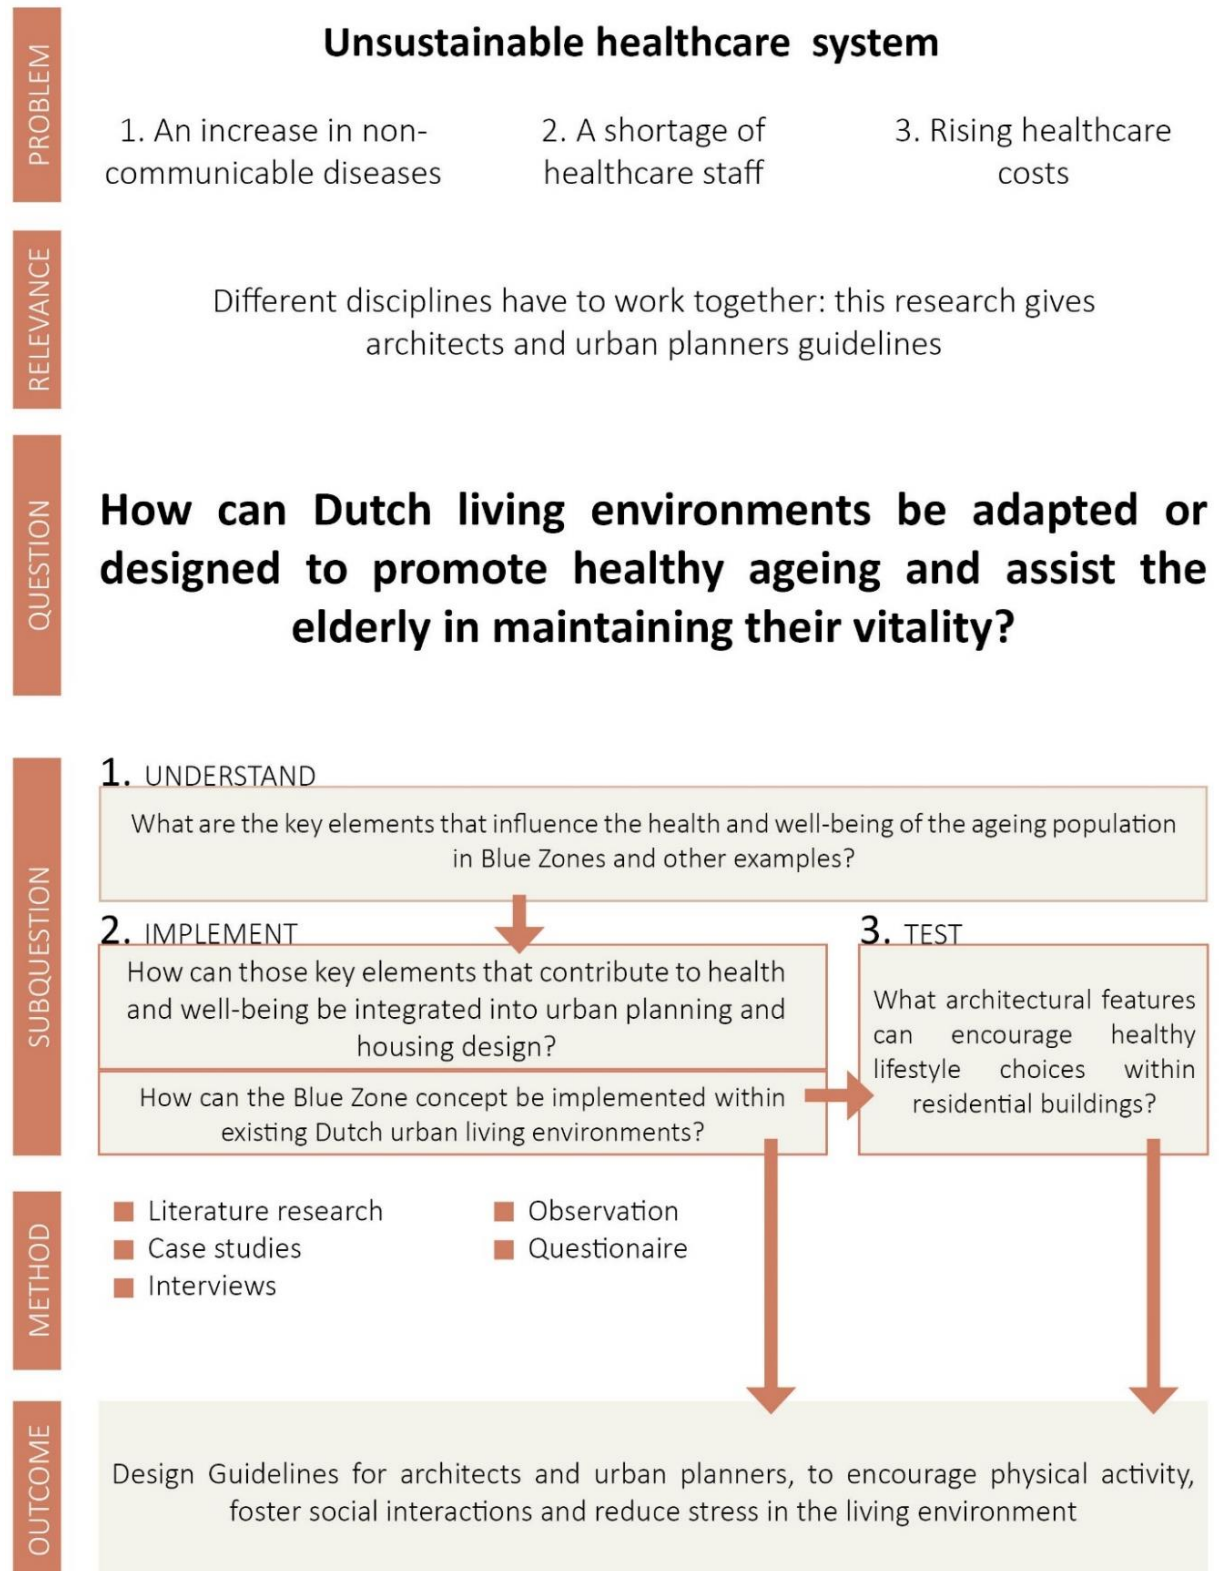 PROBLEM
Unsustainable healthcare system
1. An increase in non-
communicable diseases
2. A shortage of
healthcare staff
3. Rising healthcare
costs
RELEVANCE
Different disciplines have to work together: this research gives
architects and urban planners guidelines
QUESTION
How can Dutch living environments be adapted or
designed to promote healthy ageing and assist the
elderly in maintaining their vitality?
SUBQUESTION
1. UNDERSTAND
What are the key elements that influence the health and well-being of the ageing population
in Blue Zones and other examples?
2. IMPLEMENT
How can those key elements that contribute to health
and well-being be integrated into urban planning and
housing design?
How can the Blue Zone concept be implemented within
existing Dutch urban living environments?
3. TEST
What architectural features
can encourage healthy
lifestyle choices within
residential buildings?
METHOD
Literature research
Case studies
Interviews
Observation
Questionaire
OUTCOME
Design Guidelines for architects and urban planners, to encourage physical activity,
foster social interactions and reduce stress in the living environment